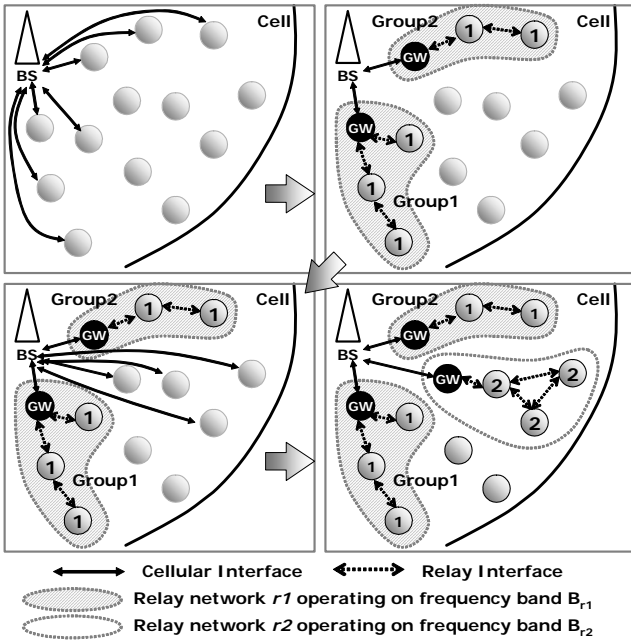 Cell
BS
Group2
Cell
GW
1
1
BS
GW
1
1
Group1
1
Group2
Cell
1
1
GW
BS
GW
1
1
Group1
1
Group2
Cell
1
1
GW
BS
GW
2
2
2
GW
1
1
Group1
1
Cellular Interface
Relay Interface
Relay network r1 operating on frequency band Br1
Relay network r2 operating on frequency band Br2